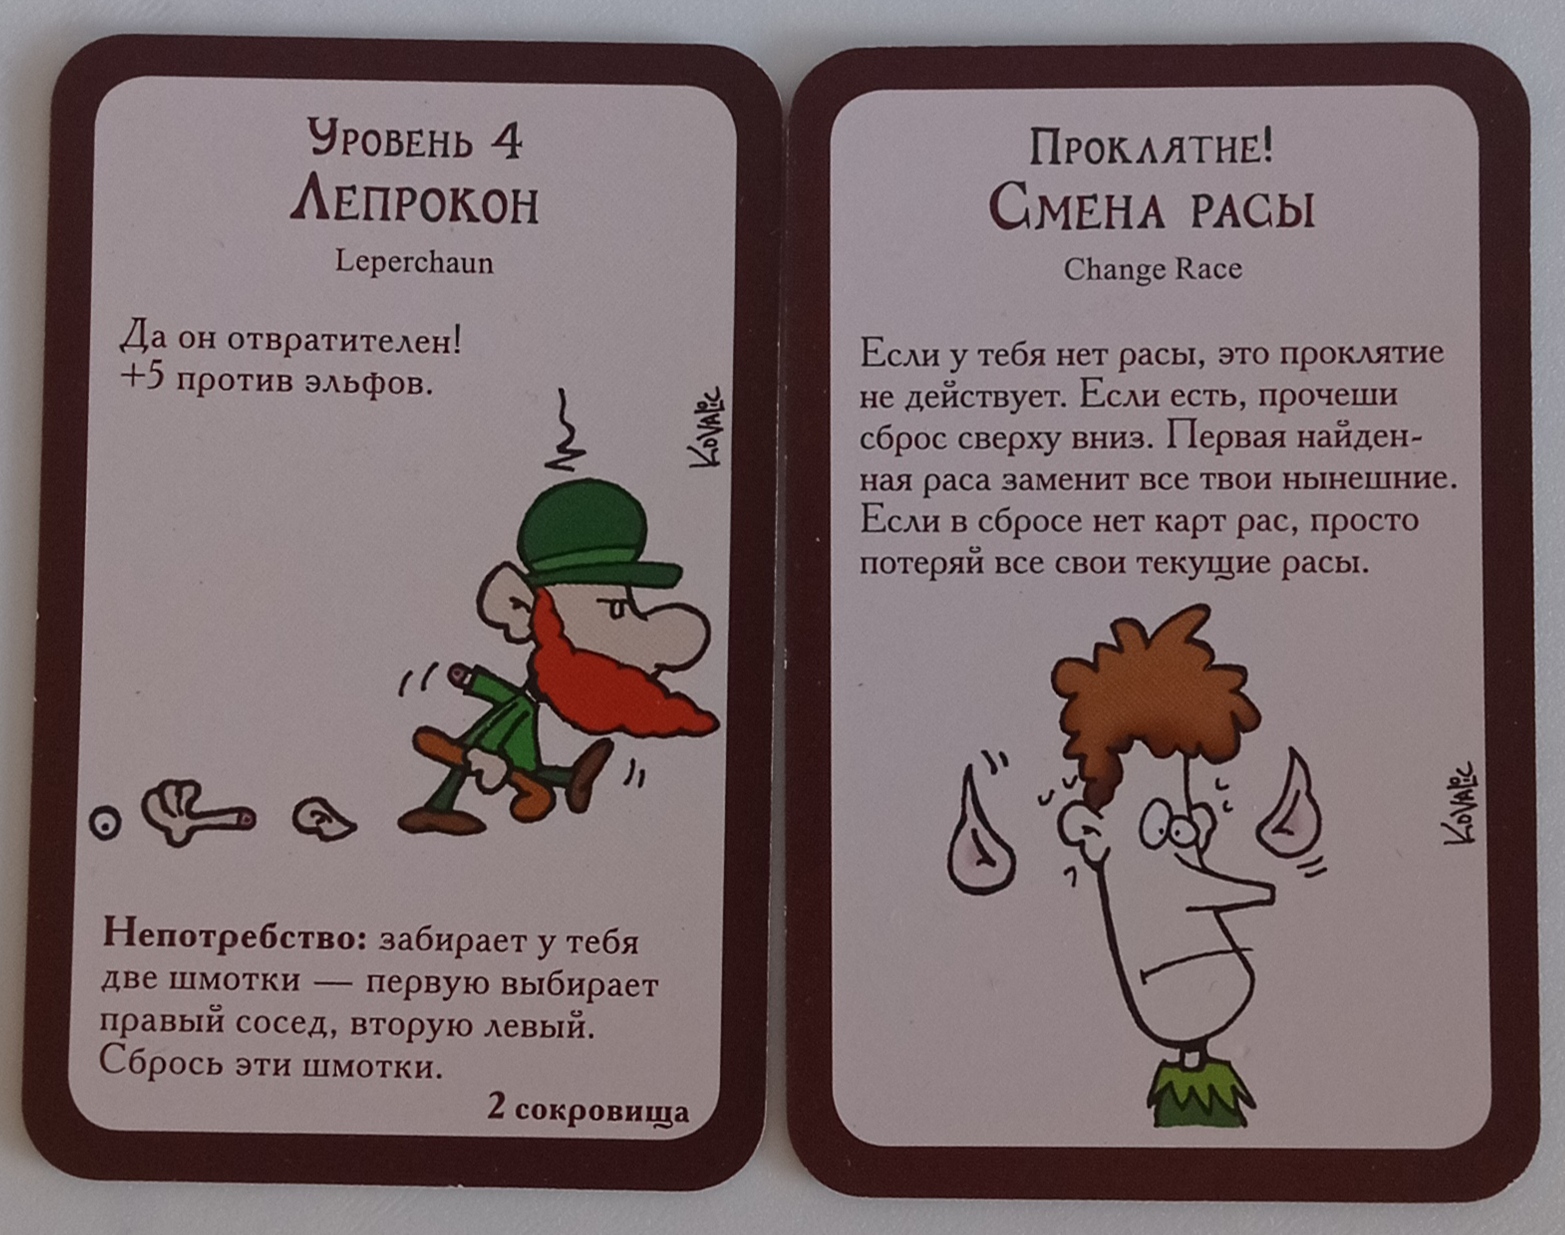 Уровень 4
Лепрокон
Leperchaun
Да он отвратителен!
+5 против эльфов.
Kovalic
Непотребство: забирает у тебя
две шмотки — первую выбирает
правый сосед, вторую левый.
Сбрось эти шмотки.
2 сокровища
Проклятие!
Смена расы
Change Race
Если у тебя нет расы, это проклятие
не действует. Если есть, прочеши
сброс сверху вниз. Первая найден-
ная раса заменит все твои нынешние.
Если в сбросе нет карт рас, просто
потеряй все свои текущие расы.
Kovalic